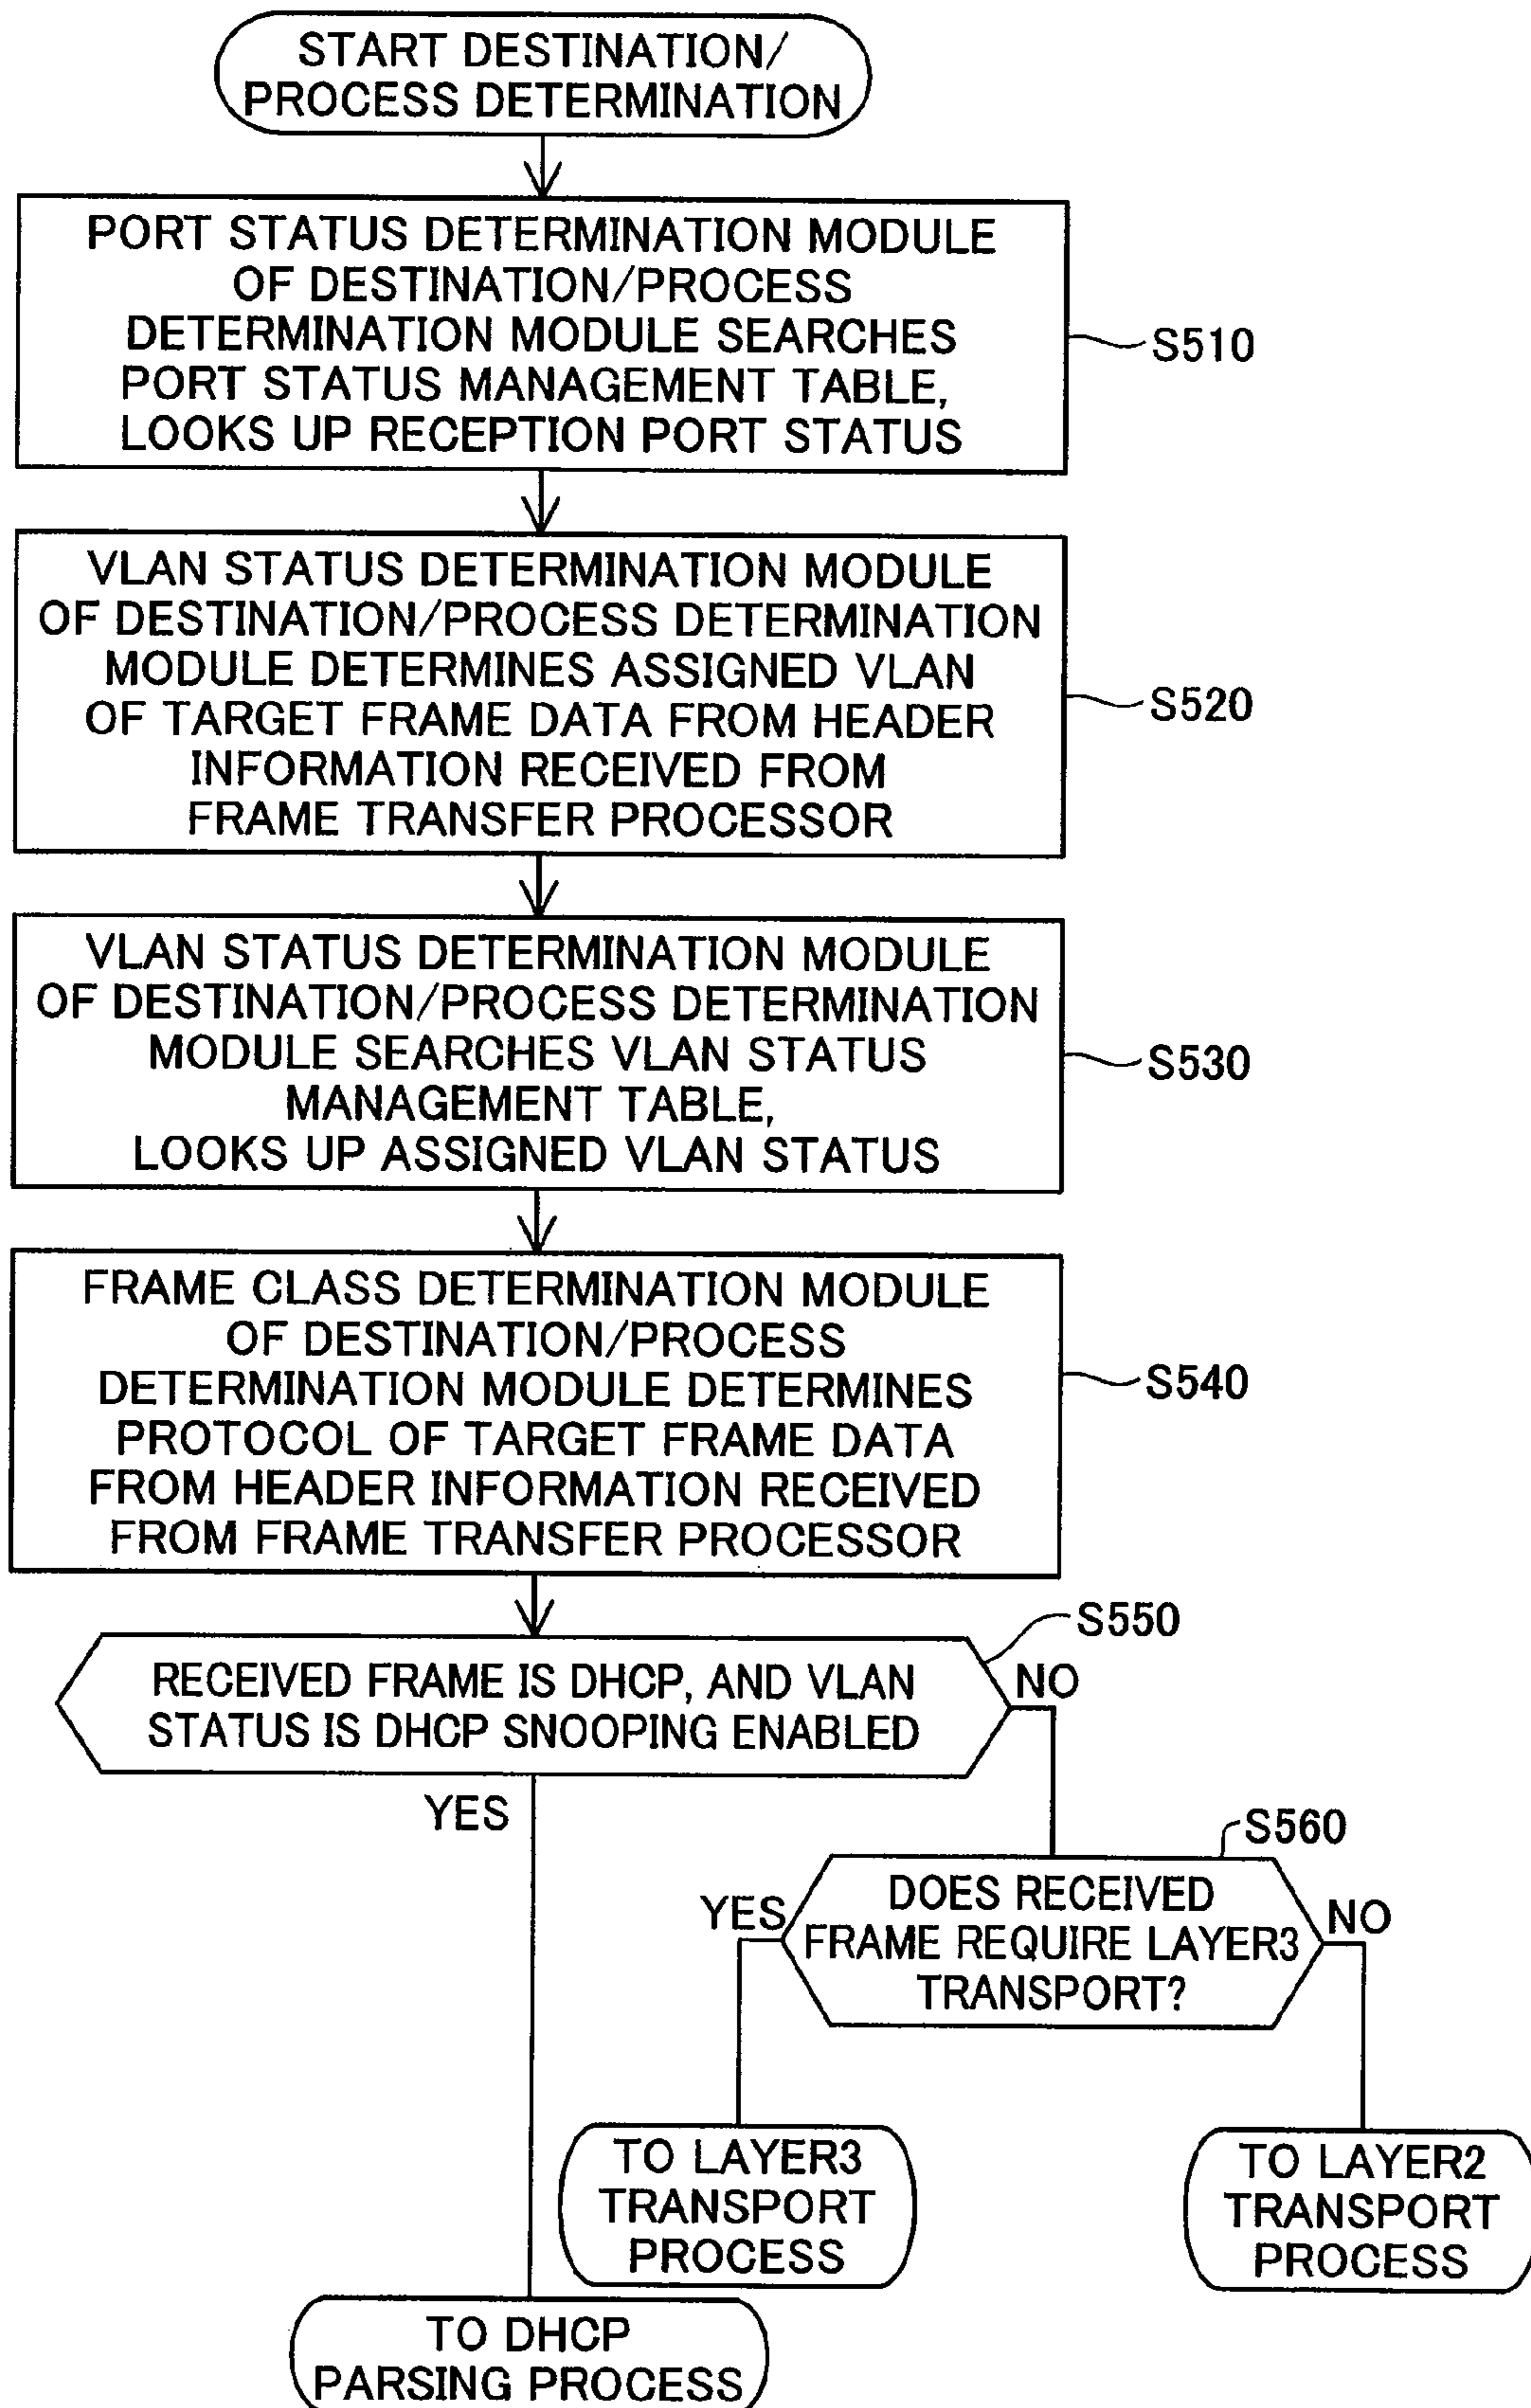 START DESTINATION/
PROCESS DETERMINATION
PORT STATUS DETERMINATION MODULE
OF DESTINATION/PROCESS
DETERMINATION MODULE SEARCHES
PORT STATUS MANAGEMENT TABLE,
LOOKS UP RECEPTION PORT STATUS
S510
VLAN STATUS DETERMINATION MODULE
OF DESTINATION/PROCESS DETERMINATION
MODULE DETERMINES ASSIGNED VLAN
OF TARGET FRAME DATA FROM HEADER
INFORMATION RECEIVED FROM
FRAME TRANSFER PROCESSOR
S520
VLAN STATUS DETERMINATION MODULE
OF DESTINATION/PROCESS DETERMINATION
MODULE SEARCHES VLAN STATUS
MANAGEMENT TABLE,
LOOKS UP ASSIGNED VLAN STATUS
S530
FRAME CLASS DETERMINATION MODULE
OF DESTINATION/PROCESS
DETERMINATION MODULE DETERMINES
PROTOCOL OF TARGET FRAME DATA
FROM HEADER INFORMATION RECEIVED
FROM FRAME TRANSFER PROCESSOR
S540
S550
RECEIVED FRAME IS DHCP, AND VLAN
STATUS IS DHCP SNOOPING ENABLED
NO
YES
S560
DOES RECEIVED
FRAME REQUIRE LAYER3
TRANSPORT?
YES
NO
TO LAYER3
TRANSPORT
PROCESS
TO LAYER2
TRANSPORT
PROCESS
TO DHCP
PARSING PROCESS